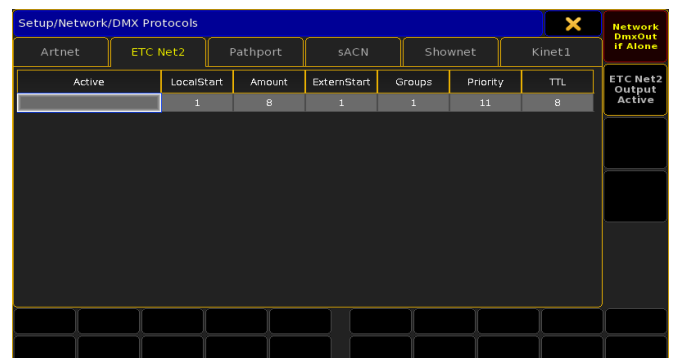 Setup/Network/DMX Protocols
Network
DmxOut
if Alone
Artnet ETC Net2 Pathport sACN Shownet Kinet1
Active LocalStart Amount ExternStart Groups Priority TTL
1 8 1 1 11 8
ETC Net2
Output
Active